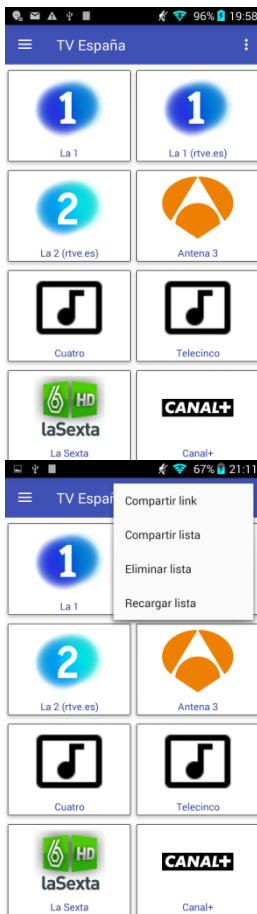 96% 19:58
TV España
1
1
La 1
La 1 (rtve.es)
2
La 2 (rtve.es)
Antena 3
Cuatro
Telecinco
6 HD
laSexta
CANAL+
La Sexta
Canal+
67% 21:11
TV Españ
Compartir link
Compartir lista
Eliminar lista
Recargar lista
1
La 1
2
La 2 (rtve.es)
Antena 3
Cuatro
Telecinco
6 HD
laSexta
CANAL+
La Sexta
Canal+